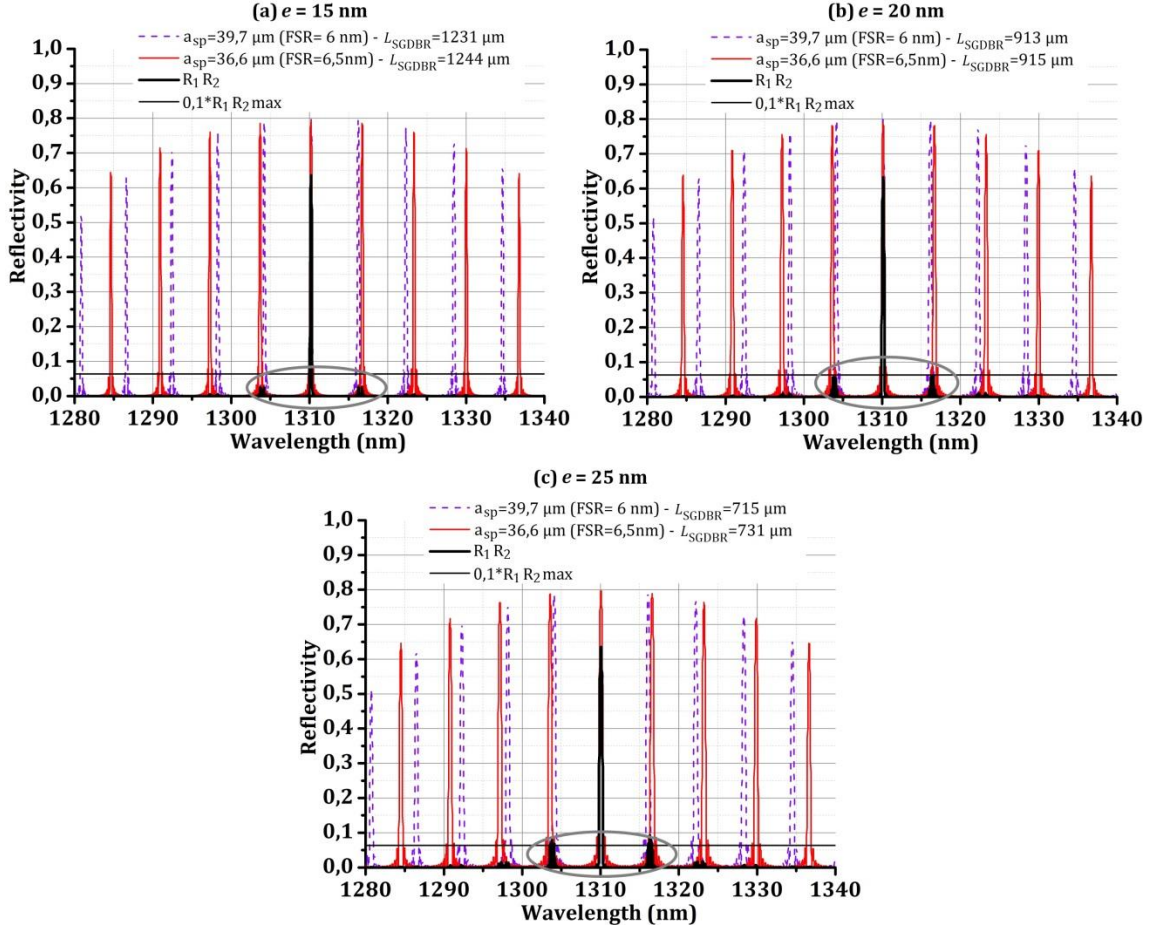 (a) e = 15 nm
a_sp=39,7 µm (FSR= 6 nm) - L_SGDBR=1231 µm
a_sp=36,6 µm (FSR=6,5nm) - L_SGDBR=1244 µm
R₁ R₂
0,1*R₁ R₂ max
1,0
0,9
0,8
0,7
0,6
0,5
0,4
0,3
0,2
0,1
0,0
Reflectivity
1280 1290 1300 1310 1320 1330 1340
Wavelength (nm)
(b) e = 20 nm
a_sp=39,7 µm (FSR= 6 nm) - L_SGDBR=913 µm
a_sp=36,6 µm (FSR=6,5nm) - L_SGDBR=915 µm
R₁ R₂
0,1*R₁ R₂ max
1,0
0,9
0,8
0,7
0,6
0,5
0,4
0,3
0,2
0,1
0,0
Reflectivity
1280 1290 1300 1310 1320 1330 1340
Wavelength (nm)
(c) e = 25 nm
a_sp=39,7 µm (FSR= 6 nm) - L_SGDBR=715 µm
a_sp=36,6 µm (FSR=6,5nm) - L_SGDBR=731 µm
R₁ R₂
0,1*R₁ R₂ max
1,0
0,9
0,8
0,7
0,6
0,5
0,4
0,3
0,2
0,1
0,0
Reflectivity
1280 1290 1300 1310 1320 1330 1340
Wavelength (nm)